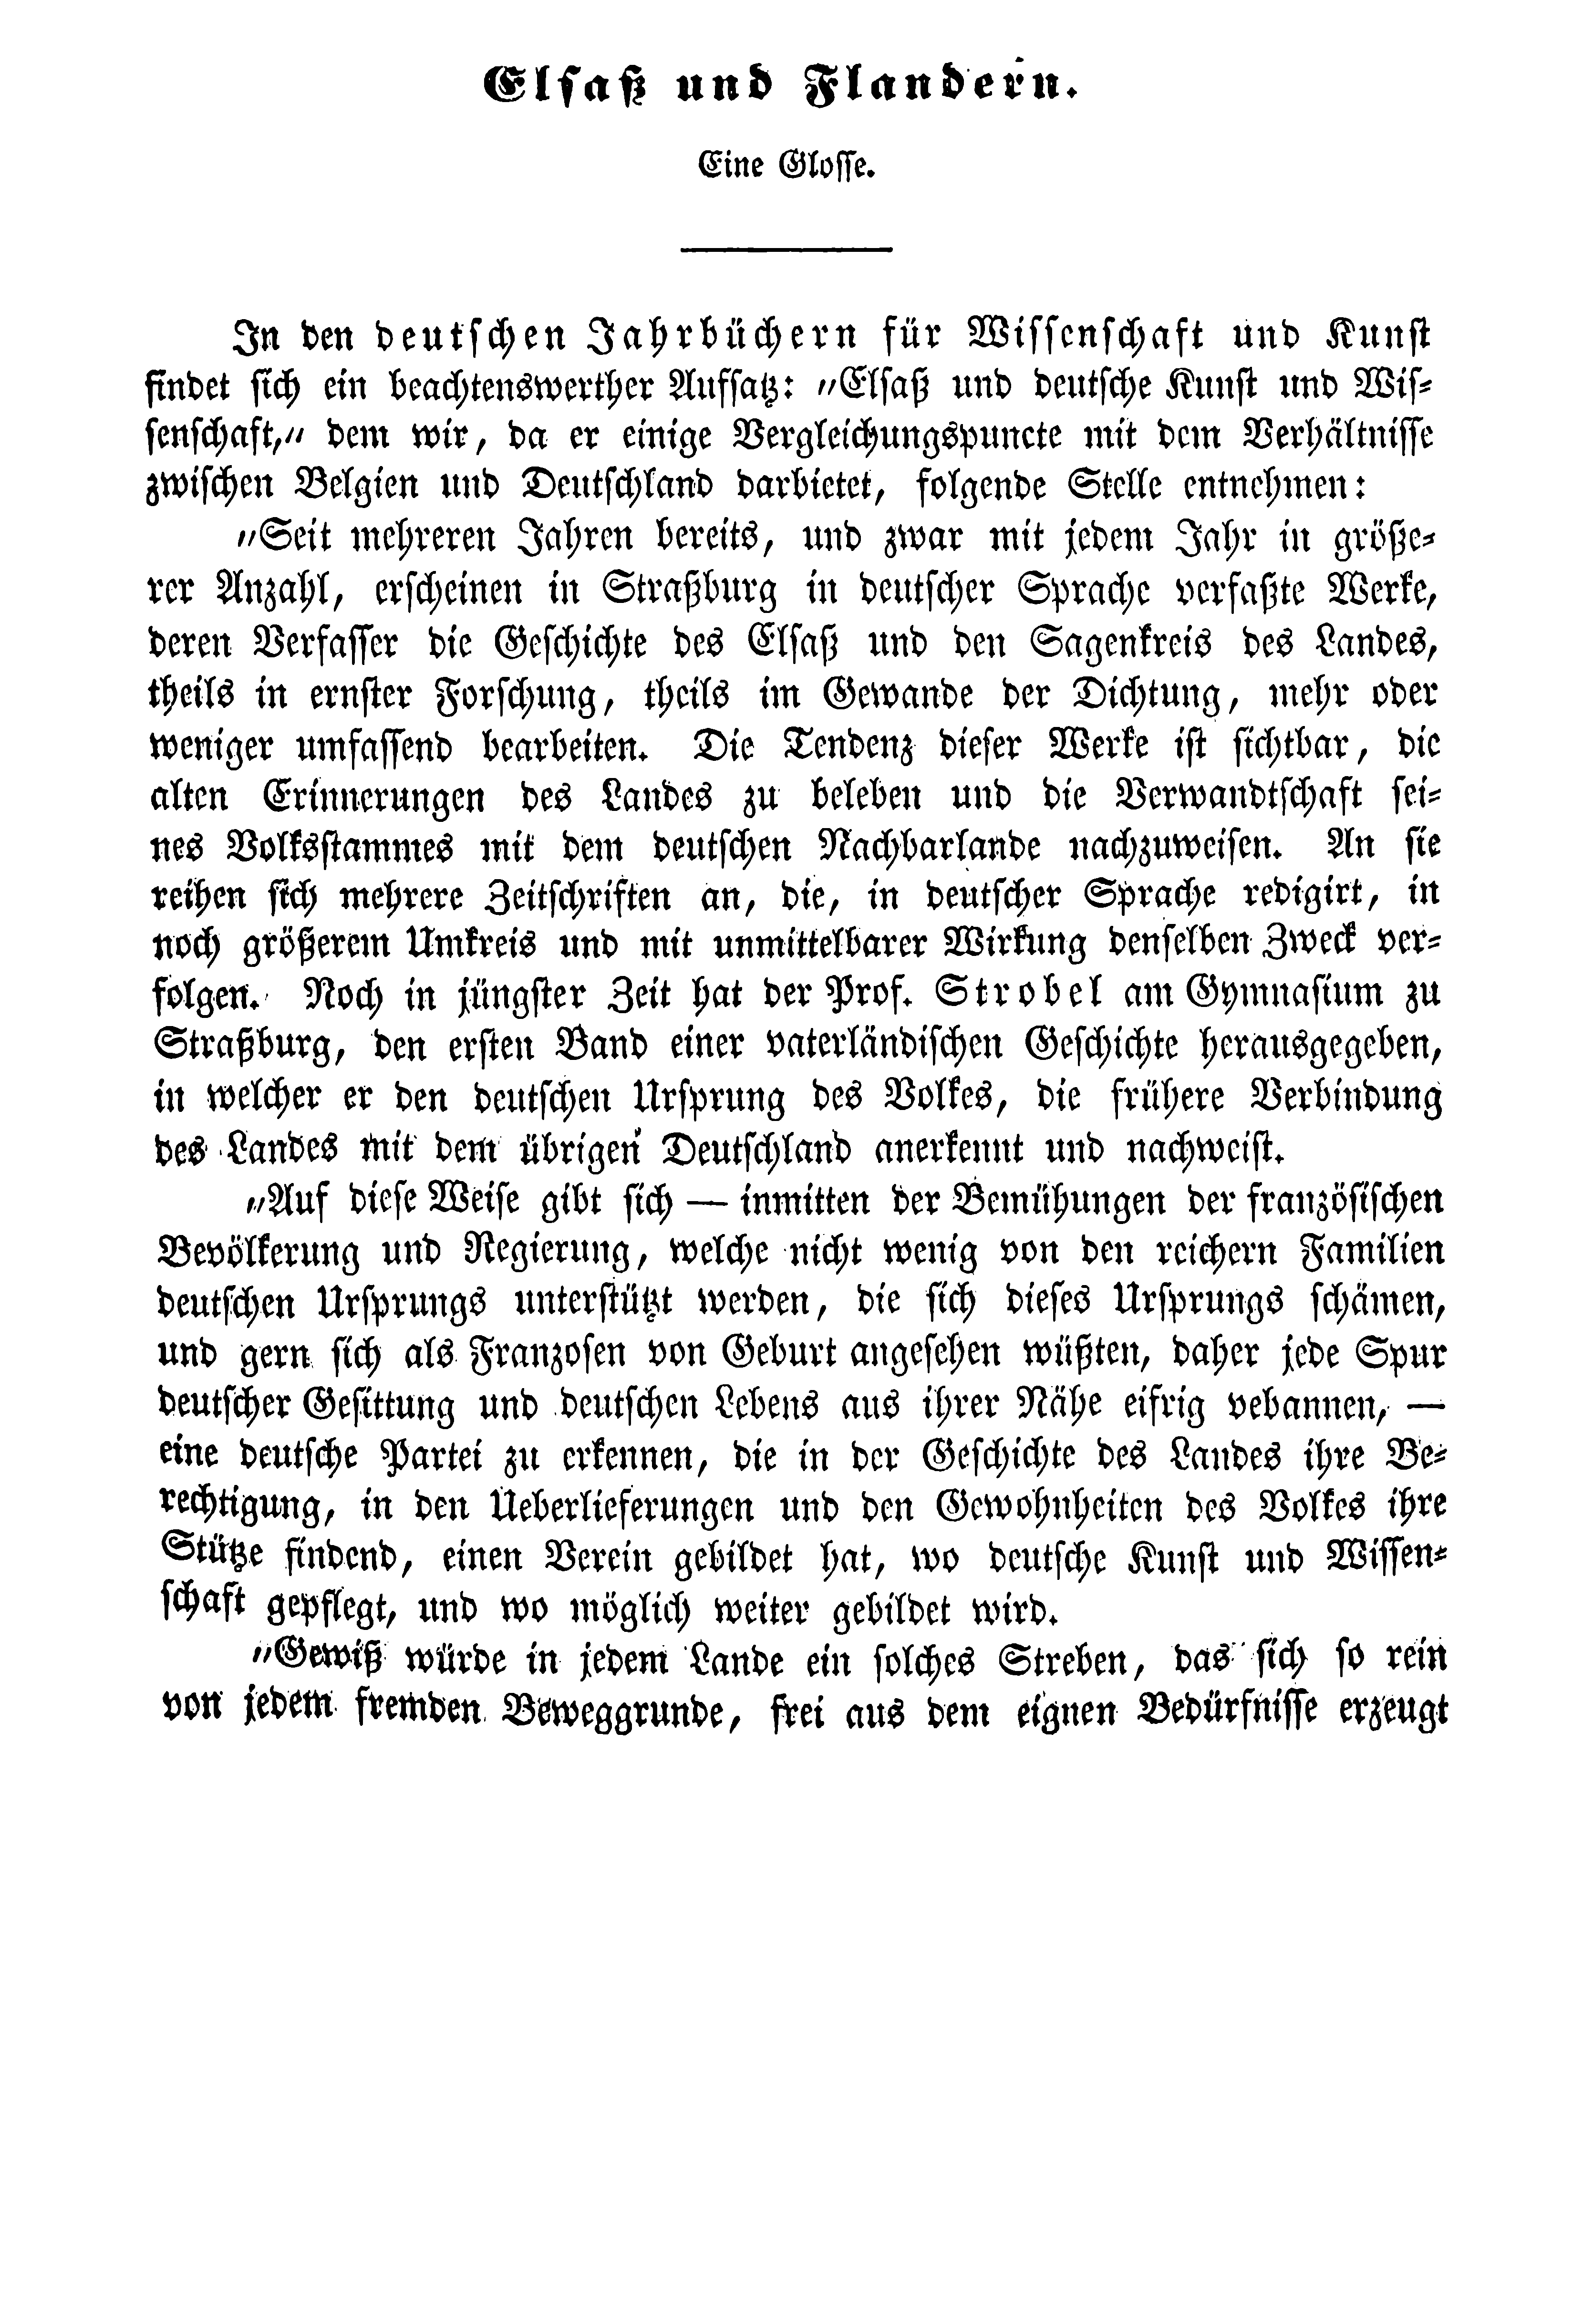 Elsaß und Flandern.
Eine Glosse.
In den deutschen Jahrbüchern für Wissenschaft und Kunst
findet sich ein beachtenswerther Aufsatz: „Elsaß und deutsche Kunst und Wis-
senschaft,“ dem wir, da er einige Vergleichungspuncte mit dem Verhältnisse
zwischen Belgien und Deutschland darbietet, folgende Stelle entnehmen:
„Seit mehreren Jahren bereits, und zwar mit jedem Jahr in größe-
rer Anzahl, erscheinen in Straßburg in deutscher Sprache verfaßte Werke,
deren Verfasser die Geschichte des Elsaß und den Sagenkreis des Landes,
theils in ernster Forschung, theils im Gewande der Dichtung, mehr oder
weniger umfassend bearbeiten. Die Tendenz dieser Werke ist sichtbar, die
alten Erinnerungen des Landes zu beleben und die Verwandtschaft sei-
nes Volksstammes mit dem deutschen Nachbarlande nachzuweisen. An sie
reihen sich mehrere Zeitschriften an, die, in deutscher Sprache redigirt, in
noch größerem Umkreis und mit unmittelbarer Wirkung denselben Zweck ver-
folgen. Noch in jüngster Zeit hat der Prof. Strobel am Gymnasium zu
Straßburg, den ersten Band einer vaterländischen Geschichte herausgegeben,
in welcher er den deutschen Ursprung des Volkes, die frühere Verbindung
des Landes mit dem übrigen Deutschland anerkennt und nachweist.
„Auf diese Weise gibt sich — inmitten der Bemühungen der französischen
Bevölkerung und Regierung, welche nicht wenig von den reichern Familien
deutschen Ursprungs unterstützt werden, die sich dieses Ursprungs schämen,
und gern sich als Franzosen von Geburt angesehen wüßten, daher jede Spur
deutscher Gesittung und deutschen Lebens aus ihrer Nähe eifrig vebannen, —
eine deutsche Partei zu erkennen, die in der Geschichte des Landes ihre Be-
rechtigung, in den Ueberlieferungen und den Gewohnheiten des Volkes ihre
Stütze findend, einen Verein gebildet hat, wo deutsche Kunst und Wissen-
schaft gepflegt, und wo möglich weiter gebildet wird.
„Gewiß würde in jedem Lande ein solches Streben, das sich so rein
von jedem fremden Beweggrunde, frei aus dem eignen Bedürfnisse erzeugt